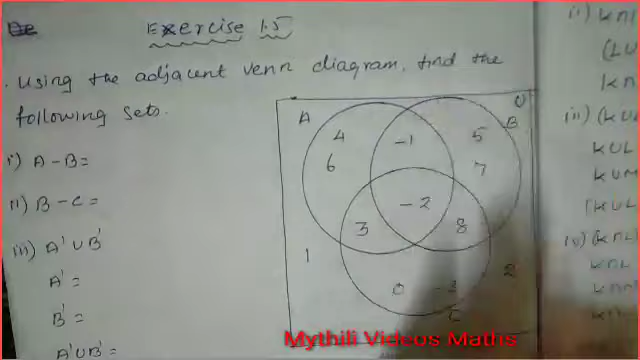 Exercise 1.5
Using the adjacent venn diagram, find the
following sets.
i) A - B =
ii) B - C =
iii) A' ∪ B'
A' =
B' =
A' ∪ B' =
U
A
B
4
-1
5
6
7
-2
3
8
1
2
0
-3
C
ii) K∩
K∩
iii) (K∪
K∪L
K∪M
(K∪L
iv) (K∩L
K∩L
Mythili Videos Maths